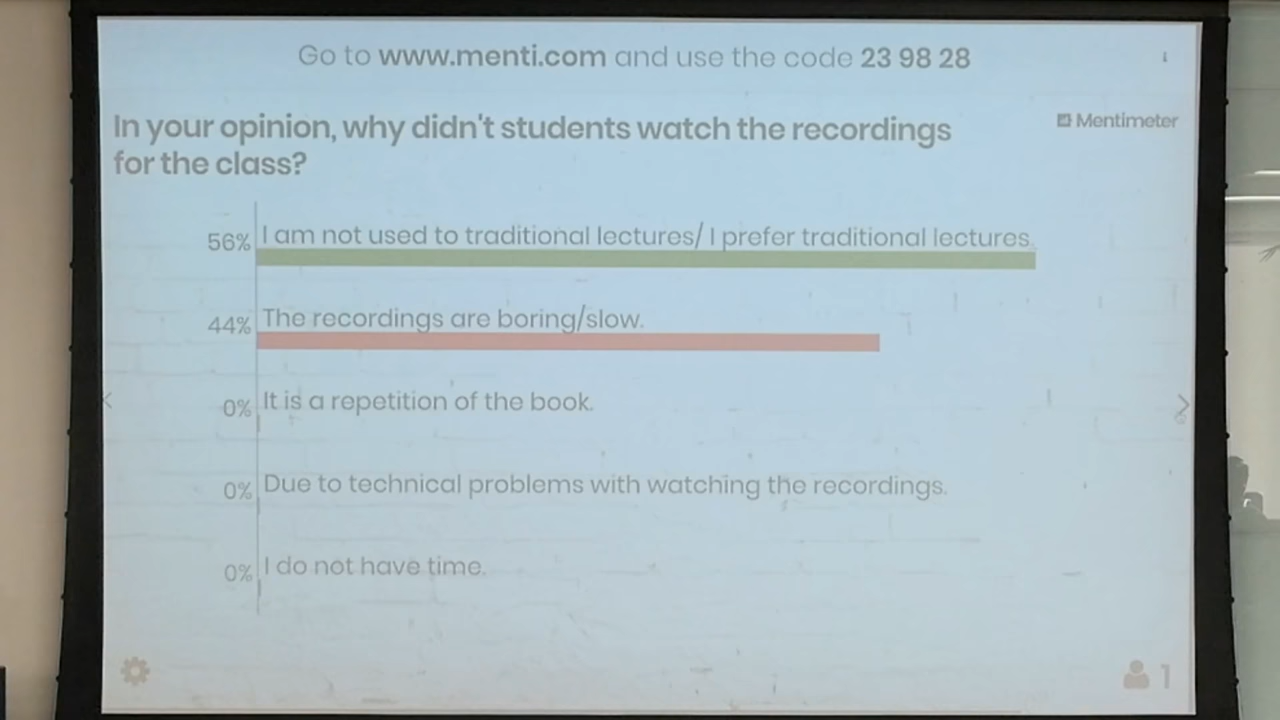 Go to www.menti.com and use the code 23 98 28
Mentimeter
In your opinion, why didn't students watch the recordings
for the class?
56% I am not used to traditional lectures/ I prefer traditional lectures.
44% The recordings are boring/slow.
0% It is a repetition of the book.
0% Due to technical problems with watching the recordings.
0% I do not have time.
1